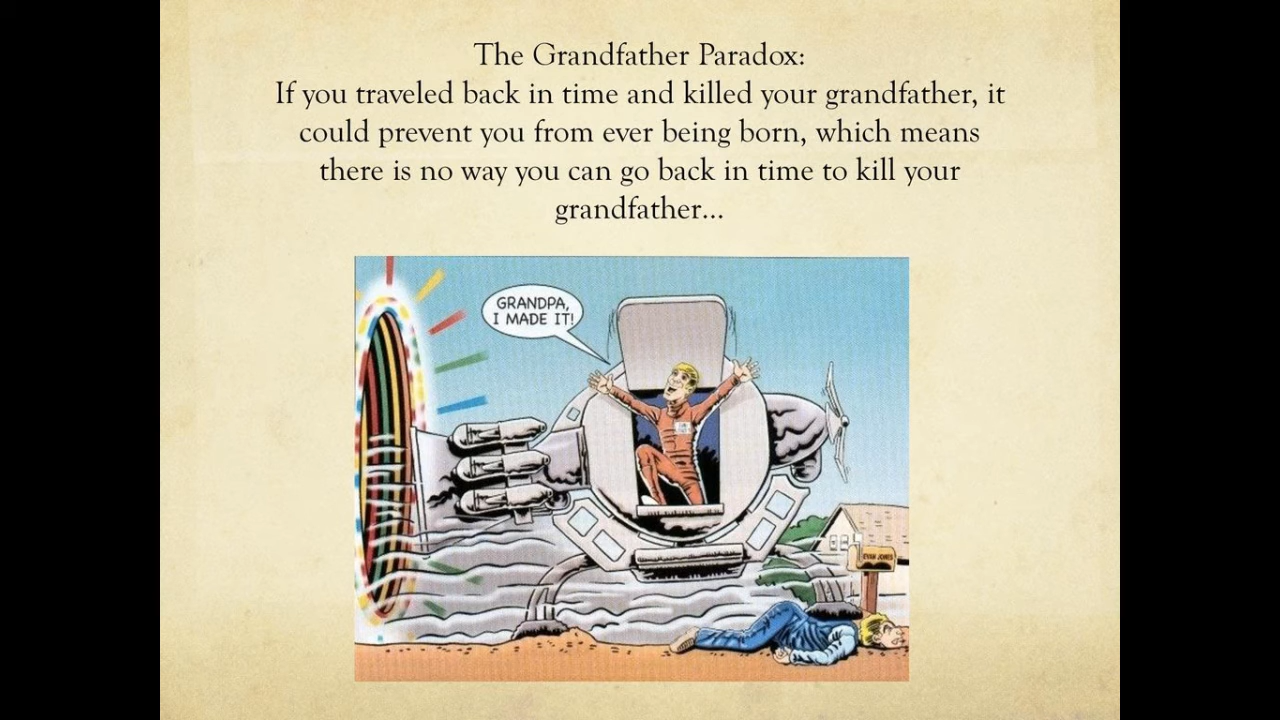 The Grandfather Paradox:
If you traveled back in time and killed your grandfather, it
could prevent you from ever being born, which means
there is no way you can go back in time to kill your
grandfather...
GRANDPA,
I MADE IT!
EVAN JONES